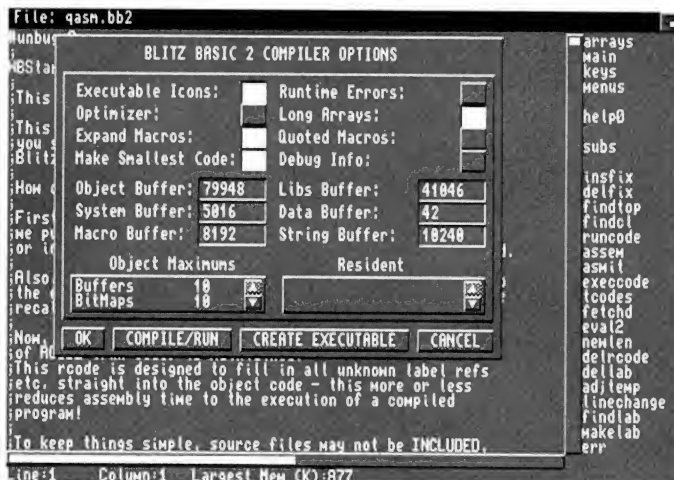 File: qasm.bb2
BLITZ BASIC 2 COMPILER OPTIONS
Executable Icons: Runtime Errors:
Optimizer: Long Arrays:
Expand Macros: Quoted Macros:
Make Smallest Code: Debug Info:
Object Buffer: 79948 Libs Buffer: 41046
System Buffer: 5016 Data Buffer: 42
Macro Buffer: 8192 String Buffer: 10240
Object Maximums Resident
Buffers 10
BitMaps 10
OK COMPILE/RUN CREATE EXECUTABLE CANCEL
;This
;This
;How
;Also
;Now,
;This rcode is designed to fill in all unknown label refs
;etc. straight into the object code - this more or less
;reduces assembly time to the execution of a compiled
;program!
;
;To keep things simple, source files may not be INCLUDED,
arrays
main
keys
menus
help0
subs
insfix
delfix
findtop
findcl
runcode
assem
asmit
execcode
tcodes
fetchd
eval2
newlen
delrcode
dellab
adjtemp
linechange
findlab
makelab
err
Line:1 Column:1 Largest Mem (K):877